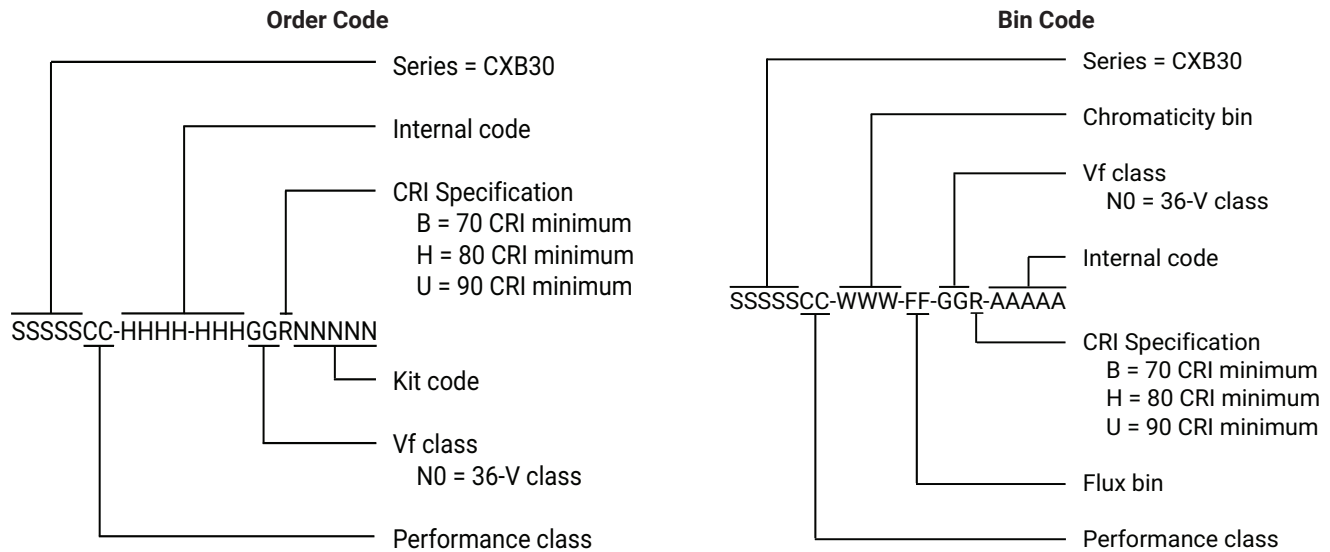 Order Code
Series = CXB30
Internal code
CRI Specification
B = 70 CRI minimum
H = 80 CRI minimum
U = 90 CRI minimum
SSSSSCC-HHHH-HHHGGRNNNNN
Kit code
Vf class
N0 = 36-V class
Performance class
Bin Code
Series = CXB30
Chromaticity bin
Vf class
N0 = 36-V class
Internal code
SSSSSCC-WWW-FF-GGR-AAAAA
CRI Specification
B = 70 CRI minimum
H = 80 CRI minimum
U = 90 CRI minimum
Flux bin
Performance class